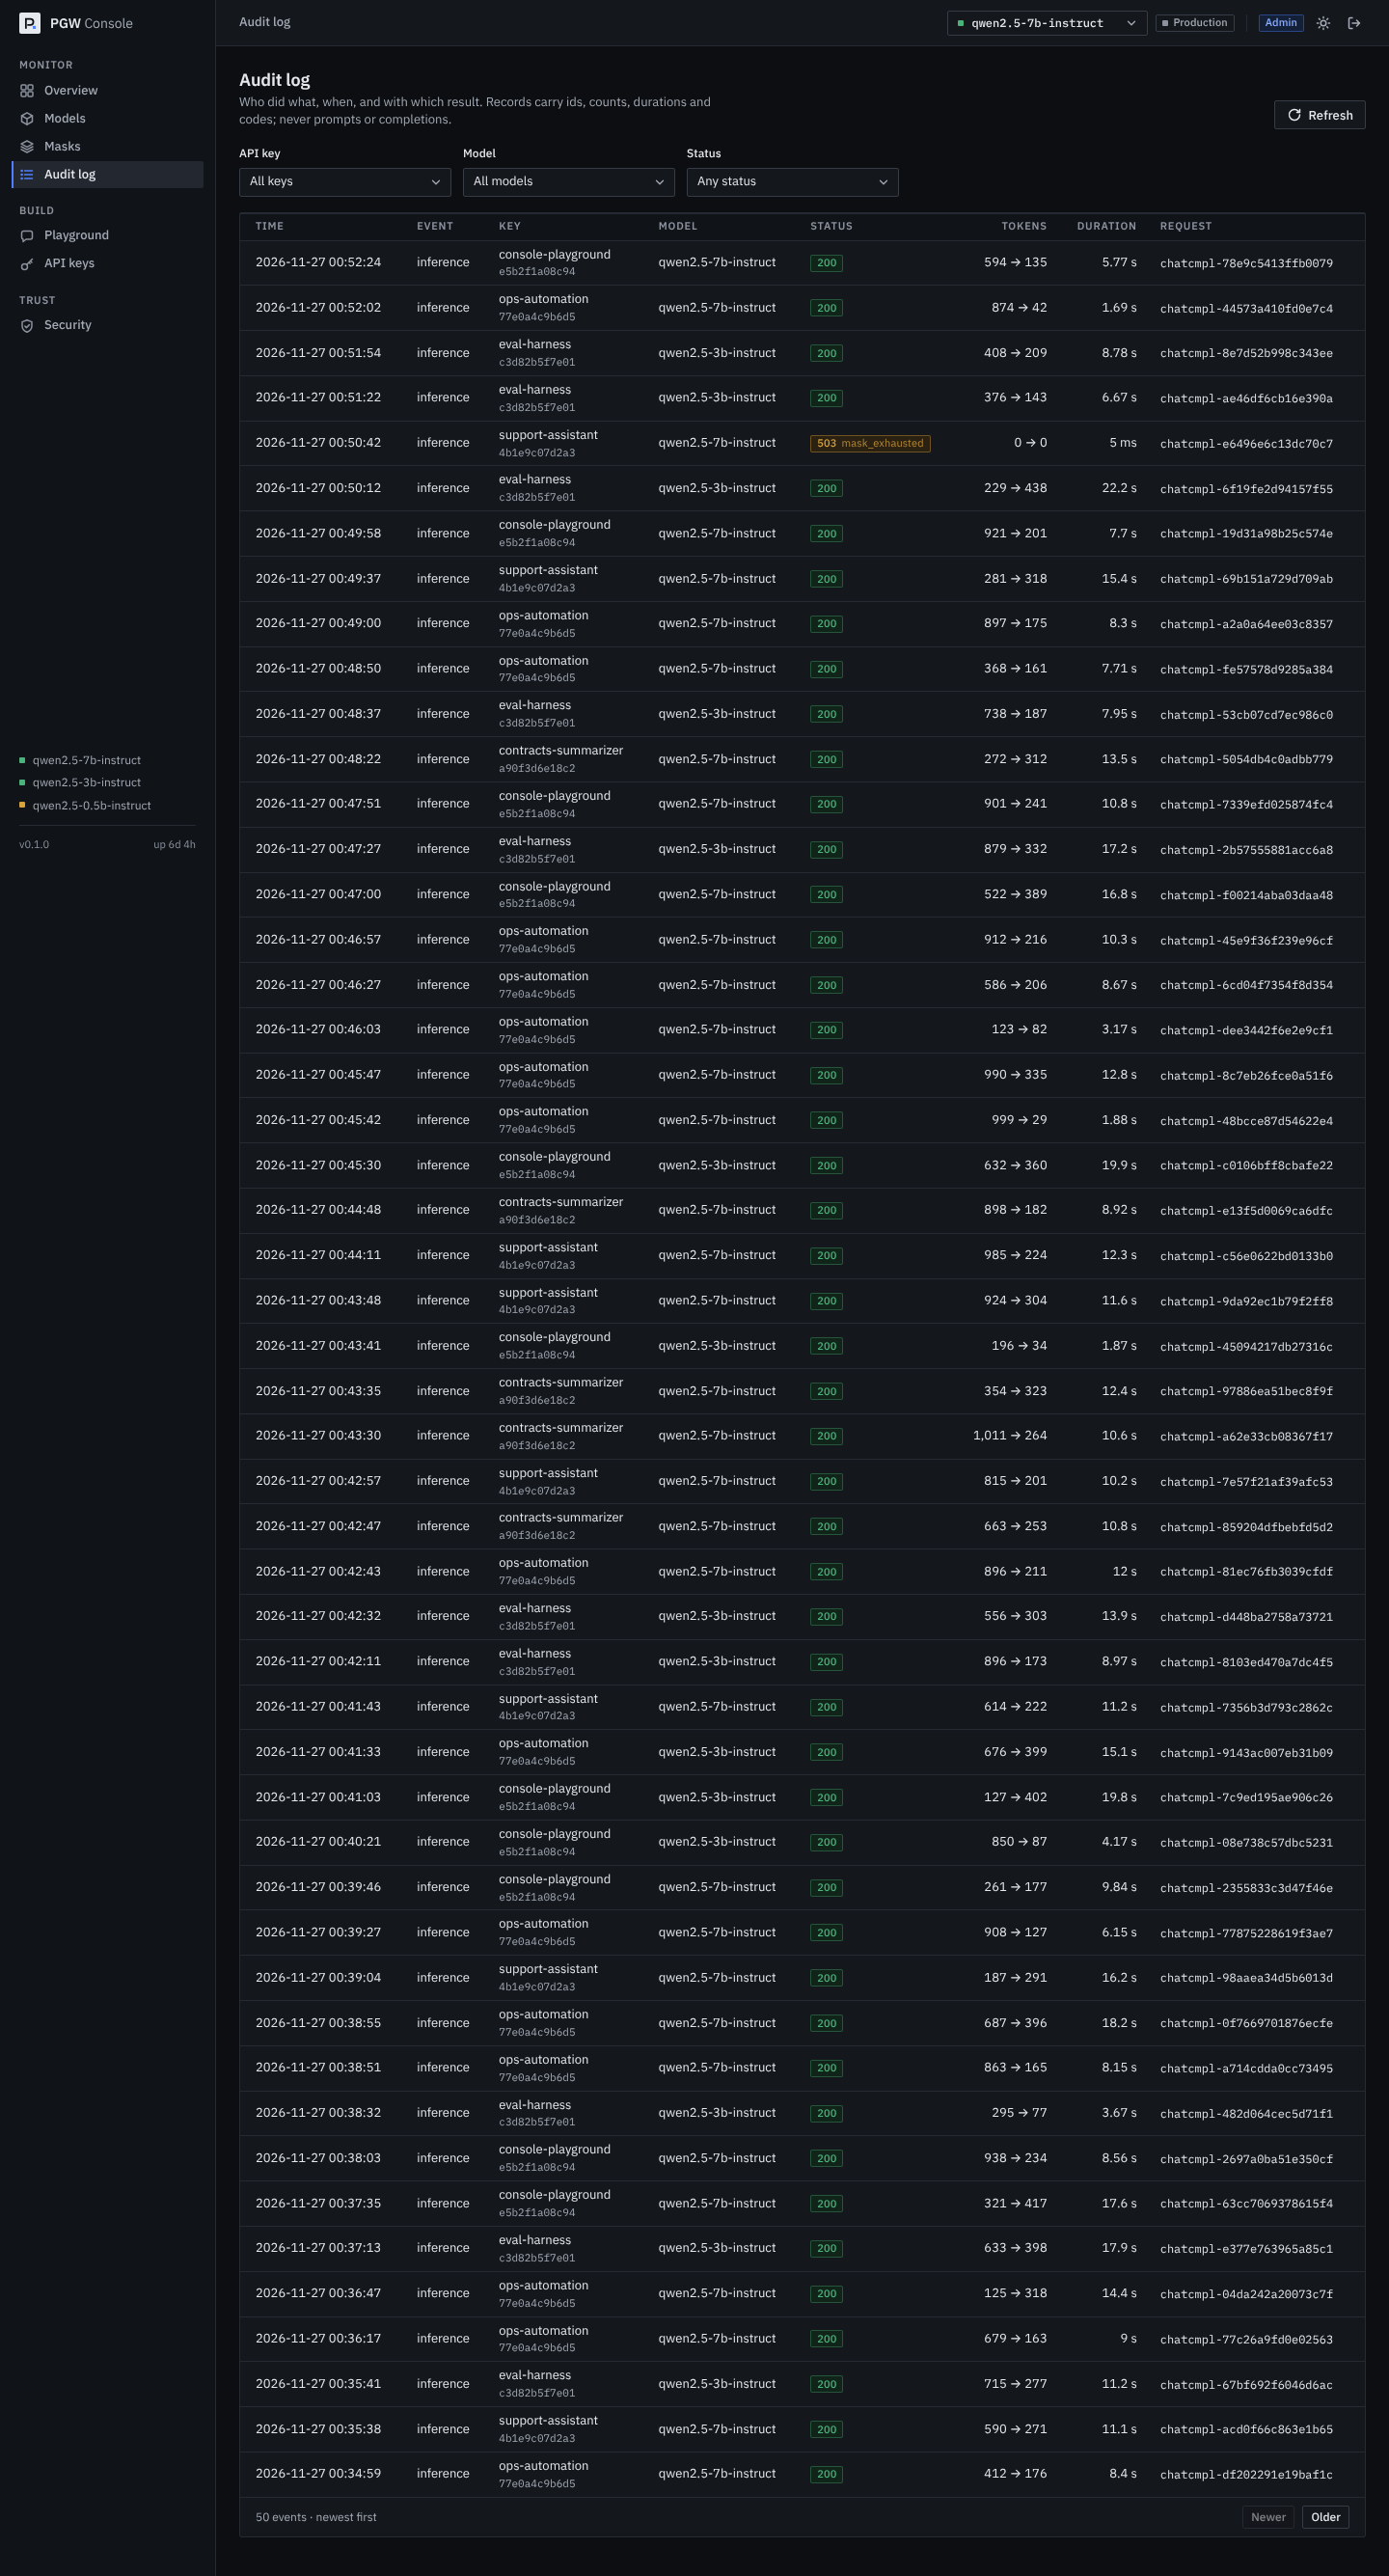 PGW Console
MONITOR
Overview
Models
Masks
Audit log
BUILD
Playground
API keys
TRUST
Security
qwen2.5-7b-instruct
qwen2.5-3b-instruct
qwen2.5-0.5b-instruct
v0.1.0 up 6d 4h
Audit log
qwen2.5-7b-instruct
Production
Admin
Audit log
Who did what, when, and with which result. Records carry ids, counts, durations and
codes; never prompts or completions.
Refresh
API key Model Status
All keys All models Any status
TIME EVENT KEY MODEL STATUS TOKENS DURATION REQUEST
2026-11-27 00:52:24 inference console-playground e5b2f1a08c94 qwen2.5-7b-instruct 200 594 → 135 5.77 s chatcmpl-78e9c5413ffb0079
2026-11-27 00:52:02 inference ops-automation 77e0a4c9b6d5 qwen2.5-7b-instruct 200 874 → 42 1.69 s chatcmpl-44573a410fd0e7c4
2026-11-27 00:51:54 inference eval-harness c3d82b5f7e01 qwen2.5-3b-instruct 200 408 → 209 8.78 s chatcmpl-8e7d52b998c343ee
2026-11-27 00:51:22 inference eval-harness c3d82b5f7e01 qwen2.5-3b-instruct 200 376 → 143 6.67 s chatcmpl-ae46df6cb16e390a
2026-11-27 00:50:42 inference support-assistant 4b1e9c07d2a3 qwen2.5-7b-instruct 503 mask_exhausted 0 → 0 5 ms chatcmpl-e6496e6c13dc70c7
2026-11-27 00:50:12 inference eval-harness c3d82b5f7e01 qwen2.5-3b-instruct 200 229 → 438 22.2 s chatcmpl-6f19fe2d94157f55
2026-11-27 00:49:58 inference console-playground e5b2f1a08c94 qwen2.5-7b-instruct 200 921 → 201 7.7 s chatcmpl-19d31a98b25c574e
2026-11-27 00:49:37 inference support-assistant 4b1e9c07d2a3 qwen2.5-7b-instruct 200 281 → 318 15.4 s chatcmpl-69b151a729d709ab
2026-11-27 00:49:00 inference ops-automation 77e0a4c9b6d5 qwen2.5-7b-instruct 200 897 → 175 8.3 s chatcmpl-a2a0a64ee03c8357
2026-11-27 00:48:50 inference ops-automation 77e0a4c9b6d5 qwen2.5-7b-instruct 200 368 → 161 7.71 s chatcmpl-fe57578d9285a384
2026-11-27 00:48:37 inference eval-harness c3d82b5f7e01 qwen2.5-3b-instruct 200 738 → 187 7.95 s chatcmpl-53cb07cd7ec986c0
2026-11-27 00:48:22 inference contracts-summarizer a90f3d6e18c2 qwen2.5-7b-instruct 200 272 → 312 13.5 s chatcmpl-5054db4c0adbb779
2026-11-27 00:47:51 inference console-playground e5b2f1a08c94 qwen2.5-7b-instruct 200 901 → 241 10.8 s chatcmpl-7339efd025874fc4
2026-11-27 00:47:27 inference eval-harness c3d82b5f7e01 qwen2.5-3b-instruct 200 879 → 332 17.2 s chatcmpl-2b57555881acc6a8
2026-11-27 00:47:00 inference console-playground e5b2f1a08c94 qwen2.5-7b-instruct 200 522 → 389 16.8 s chatcmpl-f00214aba03daa48
2026-11-27 00:46:57 inference ops-automation 77e0a4c9b6d5 qwen2.5-7b-instruct 200 912 → 216 10.3 s chatcmpl-45e9f36f239e96cf
2026-11-27 00:46:27 inference ops-automation 77e0a4c9b6d5 qwen2.5-7b-instruct 200 586 → 206 8.67 s chatcmpl-6cd04f7354f8d354
2026-11-27 00:46:03 inference ops-automation 77e0a4c9b6d5 qwen2.5-7b-instruct 200 123 → 82 3.17 s chatcmpl-dee3442f6e2e9cf1
2026-11-27 00:45:47 inference ops-automation 77e0a4c9b6d5 qwen2.5-7b-instruct 200 990 → 335 12.8 s chatcmpl-8c7eb26fce0a51f6
2026-11-27 00:45:42 inference ops-automation 77e0a4c9b6d5 qwen2.5-7b-instruct 200 999 → 29 1.88 s chatcmpl-48bcce87d54622e4
2026-11-27 00:45:30 inference console-playground e5b2f1a08c94 qwen2.5-3b-instruct 200 632 → 360 19.9 s chatcmpl-c0106bff8cbafe22
2026-11-27 00:44:48 inference contracts-summarizer a90f3d6e18c2 qwen2.5-7b-instruct 200 898 → 182 8.92 s chatcmpl-e13f5d0069ca6dfc
2026-11-27 00:44:11 inference support-assistant 4b1e9c07d2a3 qwen2.5-7b-instruct 200 985 → 224 12.3 s chatcmpl-c56e0622bd0133b0
2026-11-27 00:43:48 inference support-assistant 4b1e9c07d2a3 qwen2.5-7b-instruct 200 924 → 304 11.6 s chatcmpl-9da92ec1b79f2ff8
2026-11-27 00:43:41 inference console-playground e5b2f1a08c94 qwen2.5-3b-instruct 200 196 → 34 1.87 s chatcmpl-45094217db27316c
2026-11-27 00:43:35 inference contracts-summarizer a90f3d6e18c2 qwen2.5-7b-instruct 200 354 → 323 12.4 s chatcmpl-97886ea51bec8f9f
2026-11-27 00:43:30 inference contracts-summarizer a90f3d6e18c2 qwen2.5-7b-instruct 200 1,011 → 264 10.6 s chatcmpl-a62e33cb08367f17
2026-11-27 00:42:57 inference support-assistant 4b1e9c07d2a3 qwen2.5-7b-instruct 200 815 → 201 10.2 s chatcmpl-7e57f21af39afc53
2026-11-27 00:42:47 inference contracts-summarizer a90f3d6e18c2 qwen2.5-7b-instruct 200 663 → 253 10.8 s chatcmpl-859204dfbebfd5d2
2026-11-27 00:42:43 inference ops-automation 77e0a4c9b6d5 qwen2.5-7b-instruct 200 896 → 211 12 s chatcmpl-81ec76fb3039cfdf
2026-11-27 00:42:32 inference eval-harness c3d82b5f7e01 qwen2.5-3b-instruct 200 556 → 303 13.9 s chatcmpl-d448ba2758a73721
2026-11-27 00:42:11 inference eval-harness c3d82b5f7e01 qwen2.5-3b-instruct 200 896 → 173 8.97 s chatcmpl-8103ed470a7dc4f5
2026-11-27 00:41:43 inference support-assistant 4b1e9c07d2a3 qwen2.5-7b-instruct 200 614 → 222 11.2 s chatcmpl-7356b3d793c2862c
2026-11-27 00:41:33 inference ops-automation 77e0a4c9b6d5 qwen2.5-3b-instruct 200 676 → 399 15.1 s chatcmpl-9143ac007eb31b09
2026-11-27 00:41:03 inference console-playground e5b2f1a08c94 qwen2.5-3b-instruct 200 127 → 402 19.8 s chatcmpl-7c9ed195ae906c26
2026-11-27 00:40:21 inference console-playground e5b2f1a08c94 qwen2.5-3b-instruct 200 850 → 87 4.17 s chatcmpl-08e738c57dbc5231
2026-11-27 00:39:46 inference console-playground e5b2f1a08c94 qwen2.5-7b-instruct 200 261 → 177 9.84 s chatcmpl-2355833c3d47f46e
2026-11-27 00:39:27 inference ops-automation 77e0a4c9b6d5 qwen2.5-7b-instruct 200 908 → 127 6.15 s chatcmpl-77875228619f3ae7
2026-11-27 00:39:04 inference support-assistant 4b1e9c07d2a3 qwen2.5-7b-instruct 200 187 → 291 16.2 s chatcmpl-98aaea34d5b6013d
2026-11-27 00:38:55 inference ops-automation 77e0a4c9b6d5 qwen2.5-7b-instruct 200 687 → 396 18.2 s chatcmpl-0f7669701876ecfe
2026-11-27 00:38:51 inference ops-automation 77e0a4c9b6d5 qwen2.5-7b-instruct 200 863 → 165 8.15 s chatcmpl-a714cdda0cc73495
2026-11-27 00:38:32 inference eval-harness c3d82b5f7e01 qwen2.5-3b-instruct 200 295 → 77 3.67 s chatcmpl-482d064cec5d71f1
2026-11-27 00:38:03 inference console-playground e5b2f1a08c94 qwen2.5-7b-instruct 200 938 → 234 8.56 s chatcmpl-2697a0ba51e350cf
2026-11-27 00:37:35 inference console-playground e5b2f1a08c94 qwen2.5-7b-instruct 200 321 → 417 17.6 s chatcmpl-63cc7069378615f4
2026-11-27 00:37:13 inference eval-harness c3d82b5f7e01 qwen2.5-3b-instruct 200 633 → 398 17.9 s chatcmpl-e377e763965a85c1
2026-11-27 00:36:47 inference ops-automation 77e0a4c9b6d5 qwen2.5-7b-instruct 200 125 → 318 14.4 s chatcmpl-04da242a20073c7f
2026-11-27 00:36:17 inference ops-automation 77e0a4c9b6d5 qwen2.5-7b-instruct 200 679 → 163 9 s chatcmpl-77c26a9fd0e02563
2026-11-27 00:35:41 inference eval-harness c3d82b5f7e01 qwen2.5-3b-instruct 200 715 → 277 11.2 s chatcmpl-67bf692f6046d6ac
2026-11-27 00:35:38 inference support-assistant 4b1e9c07d2a3 qwen2.5-7b-instruct 200 590 → 271 11.1 s chatcmpl-acd0f66c863e1b65
2026-11-27 00:34:59 inference ops-automation 77e0a4c9b6d5 qwen2.5-7b-instruct 200 412 → 176 8.4 s chatcmpl-df202291e19baf1c
50 events · newest first Newer Older